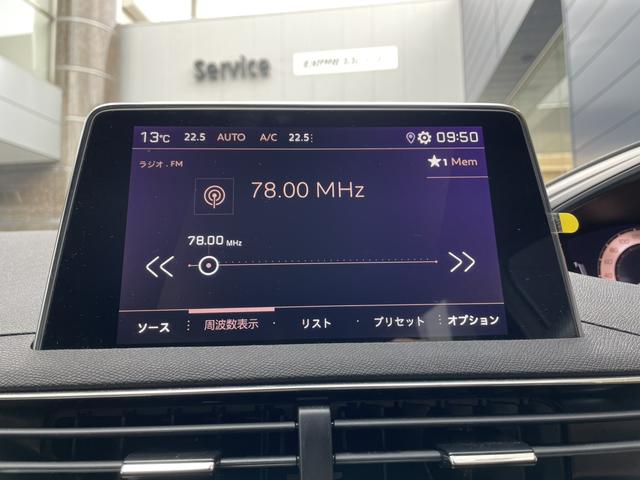 Service
13°C 22.5 AUTO A/C 22.5 09:50
ラジオ . FM
1 Mem
78.00 MHz
78.00 MHz
ソース 周波数表示 リスト プリセット オプション